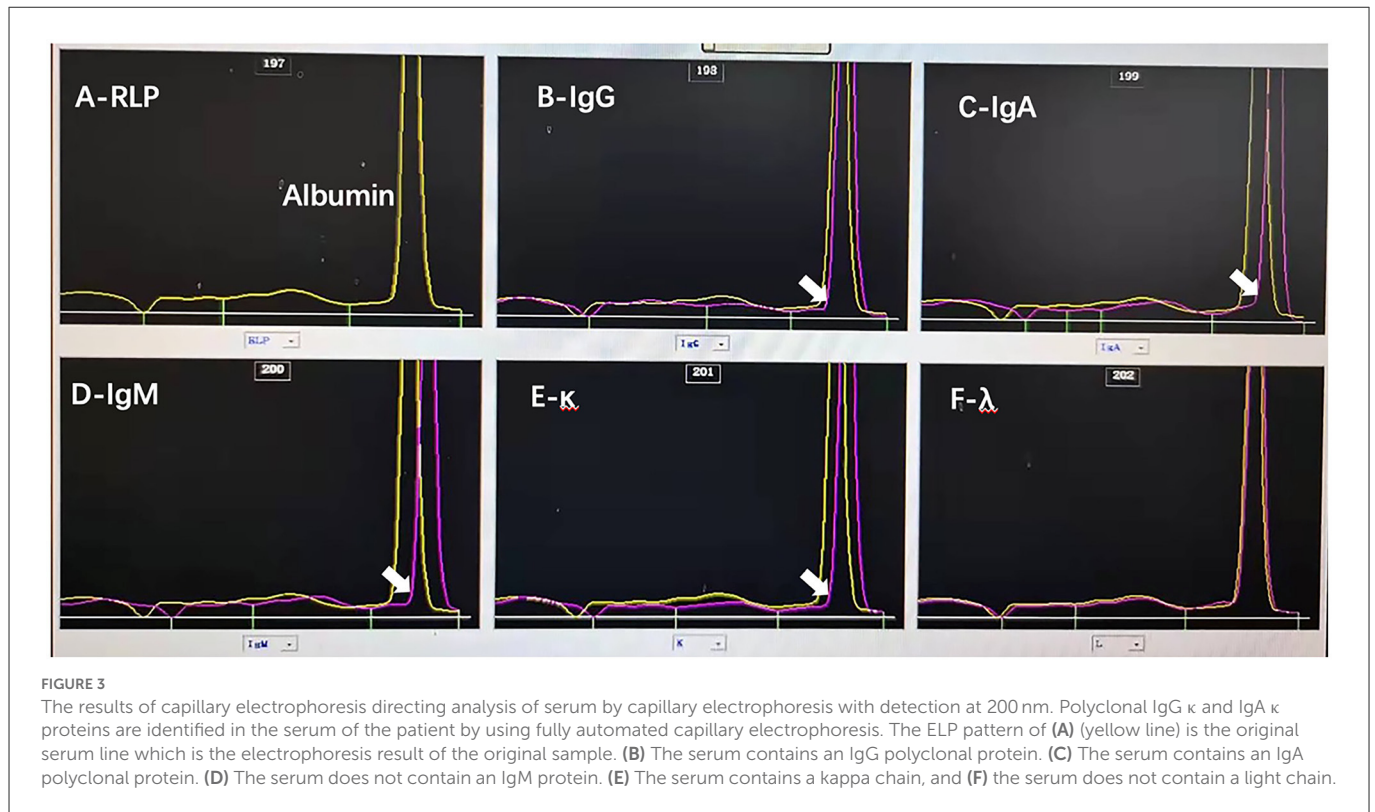 197
A-RLP
Albumin
ELP
198
B-IgG
IgG
199
C-IgA
IgA
200
D-IgM
IgM
201
E-κ
K
202
F-λ
L
FIGURE 3
The results of capillary electrophoresis directing analysis of serum by capillary electrophoresis with detection at 200 nm. Polyclonal IgG κ and IgA κ
proteins are identified in the serum of the patient by using fully automated capillary electrophoresis. The ELP pattern of (A) (yellow line) is the original
serum line which is the electrophoresis result of the original sample. (B) The serum contains an IgG polyclonal protein. (C) The serum contains an IgA
polyclonal protein. (D) The serum does not contain an IgM protein. (E) The serum contains a kappa chain, and (F) the serum does not contain a light chain.